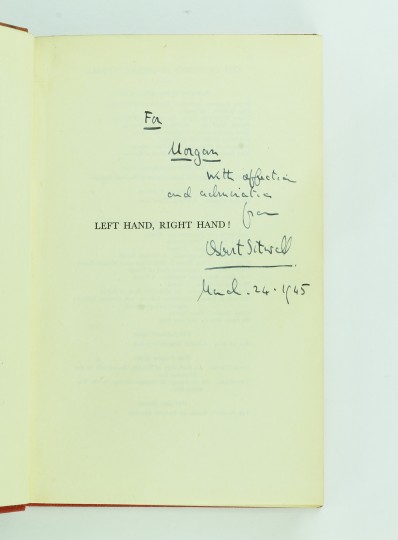 For
Morgan
With affection
and admiration
from
LEFT HAND, RIGHT HAND!
Osbert Sitwell
March. 24. 1945